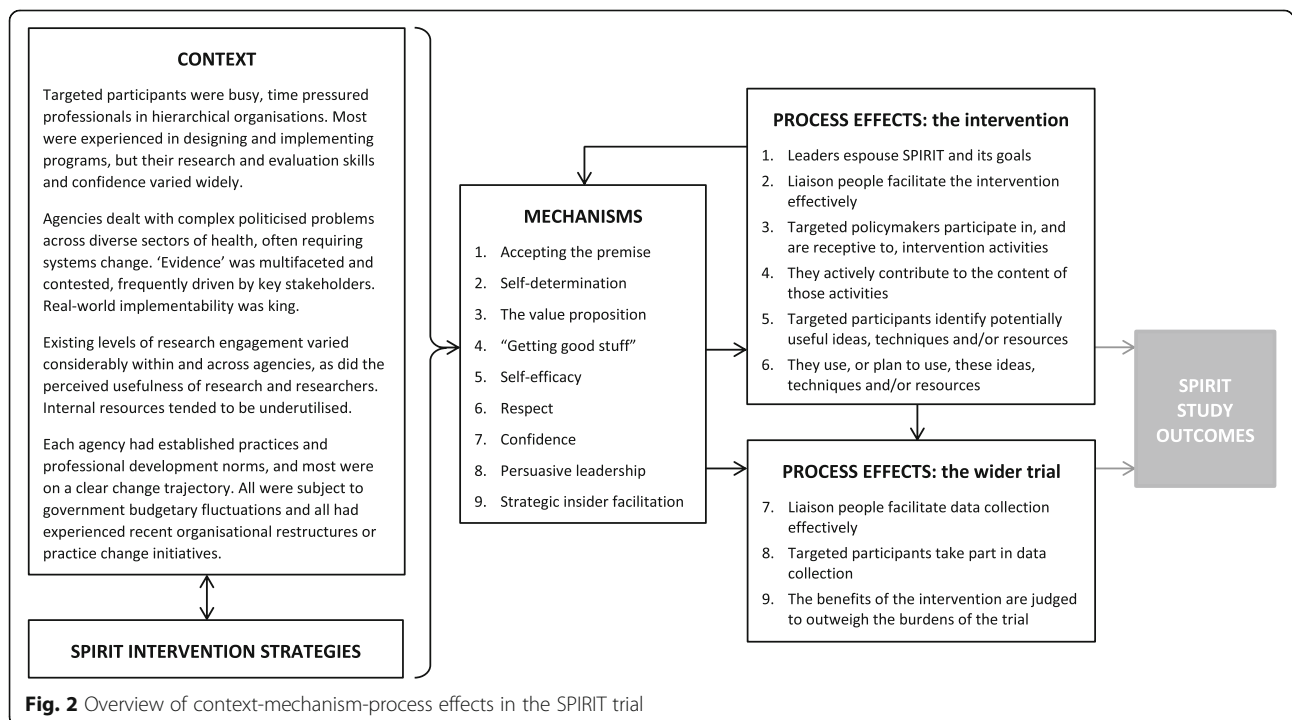 CONTEXT
Targeted participants were busy, time pressured
professionals in hierarchical organisations. Most
were experienced in designing and implementing
programs, but their research and evaluation skills
and confidence varied widely.
Agencies dealt with complex politicised problems
across diverse sectors of health, often requiring
systems change. ‘Evidence’ was multifaceted and
contested, frequently driven by key stakeholders.
Real-world implementability was king.
Existing levels of research engagement varied
considerably within and across agencies, as did the
perceived usefulness of research and researchers.
Internal resources tended to be underutilised.
Each agency had established practices and
professional development norms, and most were
on a clear change trajectory. All were subject to
government budgetary fluctuations and all had
experienced recent organisational restructures or
practice change initiatives.
SPIRIT INTERVENTION STRATEGIES
MECHANISMS
1. Accepting the premise
2. Self-determination
3. The value proposition
4. “Getting good stuff”
5. Self-efficacy
6. Respect
7. Confidence
8. Persuasive leadership
9. Strategic insider facilitation
PROCESS EFFECTS: the intervention
1. Leaders espouse SPIRIT and its goals
2. Liaison people facilitate the intervention
effectively
3. Targeted policymakers participate in, and
are receptive to, intervention activities
4. They actively contribute to the content of
those activities
5. Targeted participants identify potentially
useful ideas, techniques and/or resources
6. They use, or plan to use, these ideas,
techniques and/or resources
PROCESS EFFECTS: the wider trial
7. Liaison people facilitate data collection
effectively
8. Targeted participants take part in data
collection
9. The benefits of the intervention are judged
to outweigh the burdens of the trial
SPIRIT
STUDY
OUTCOMES
Fig. 2 Overview of context-mechanism-process effects in the SPIRIT trial